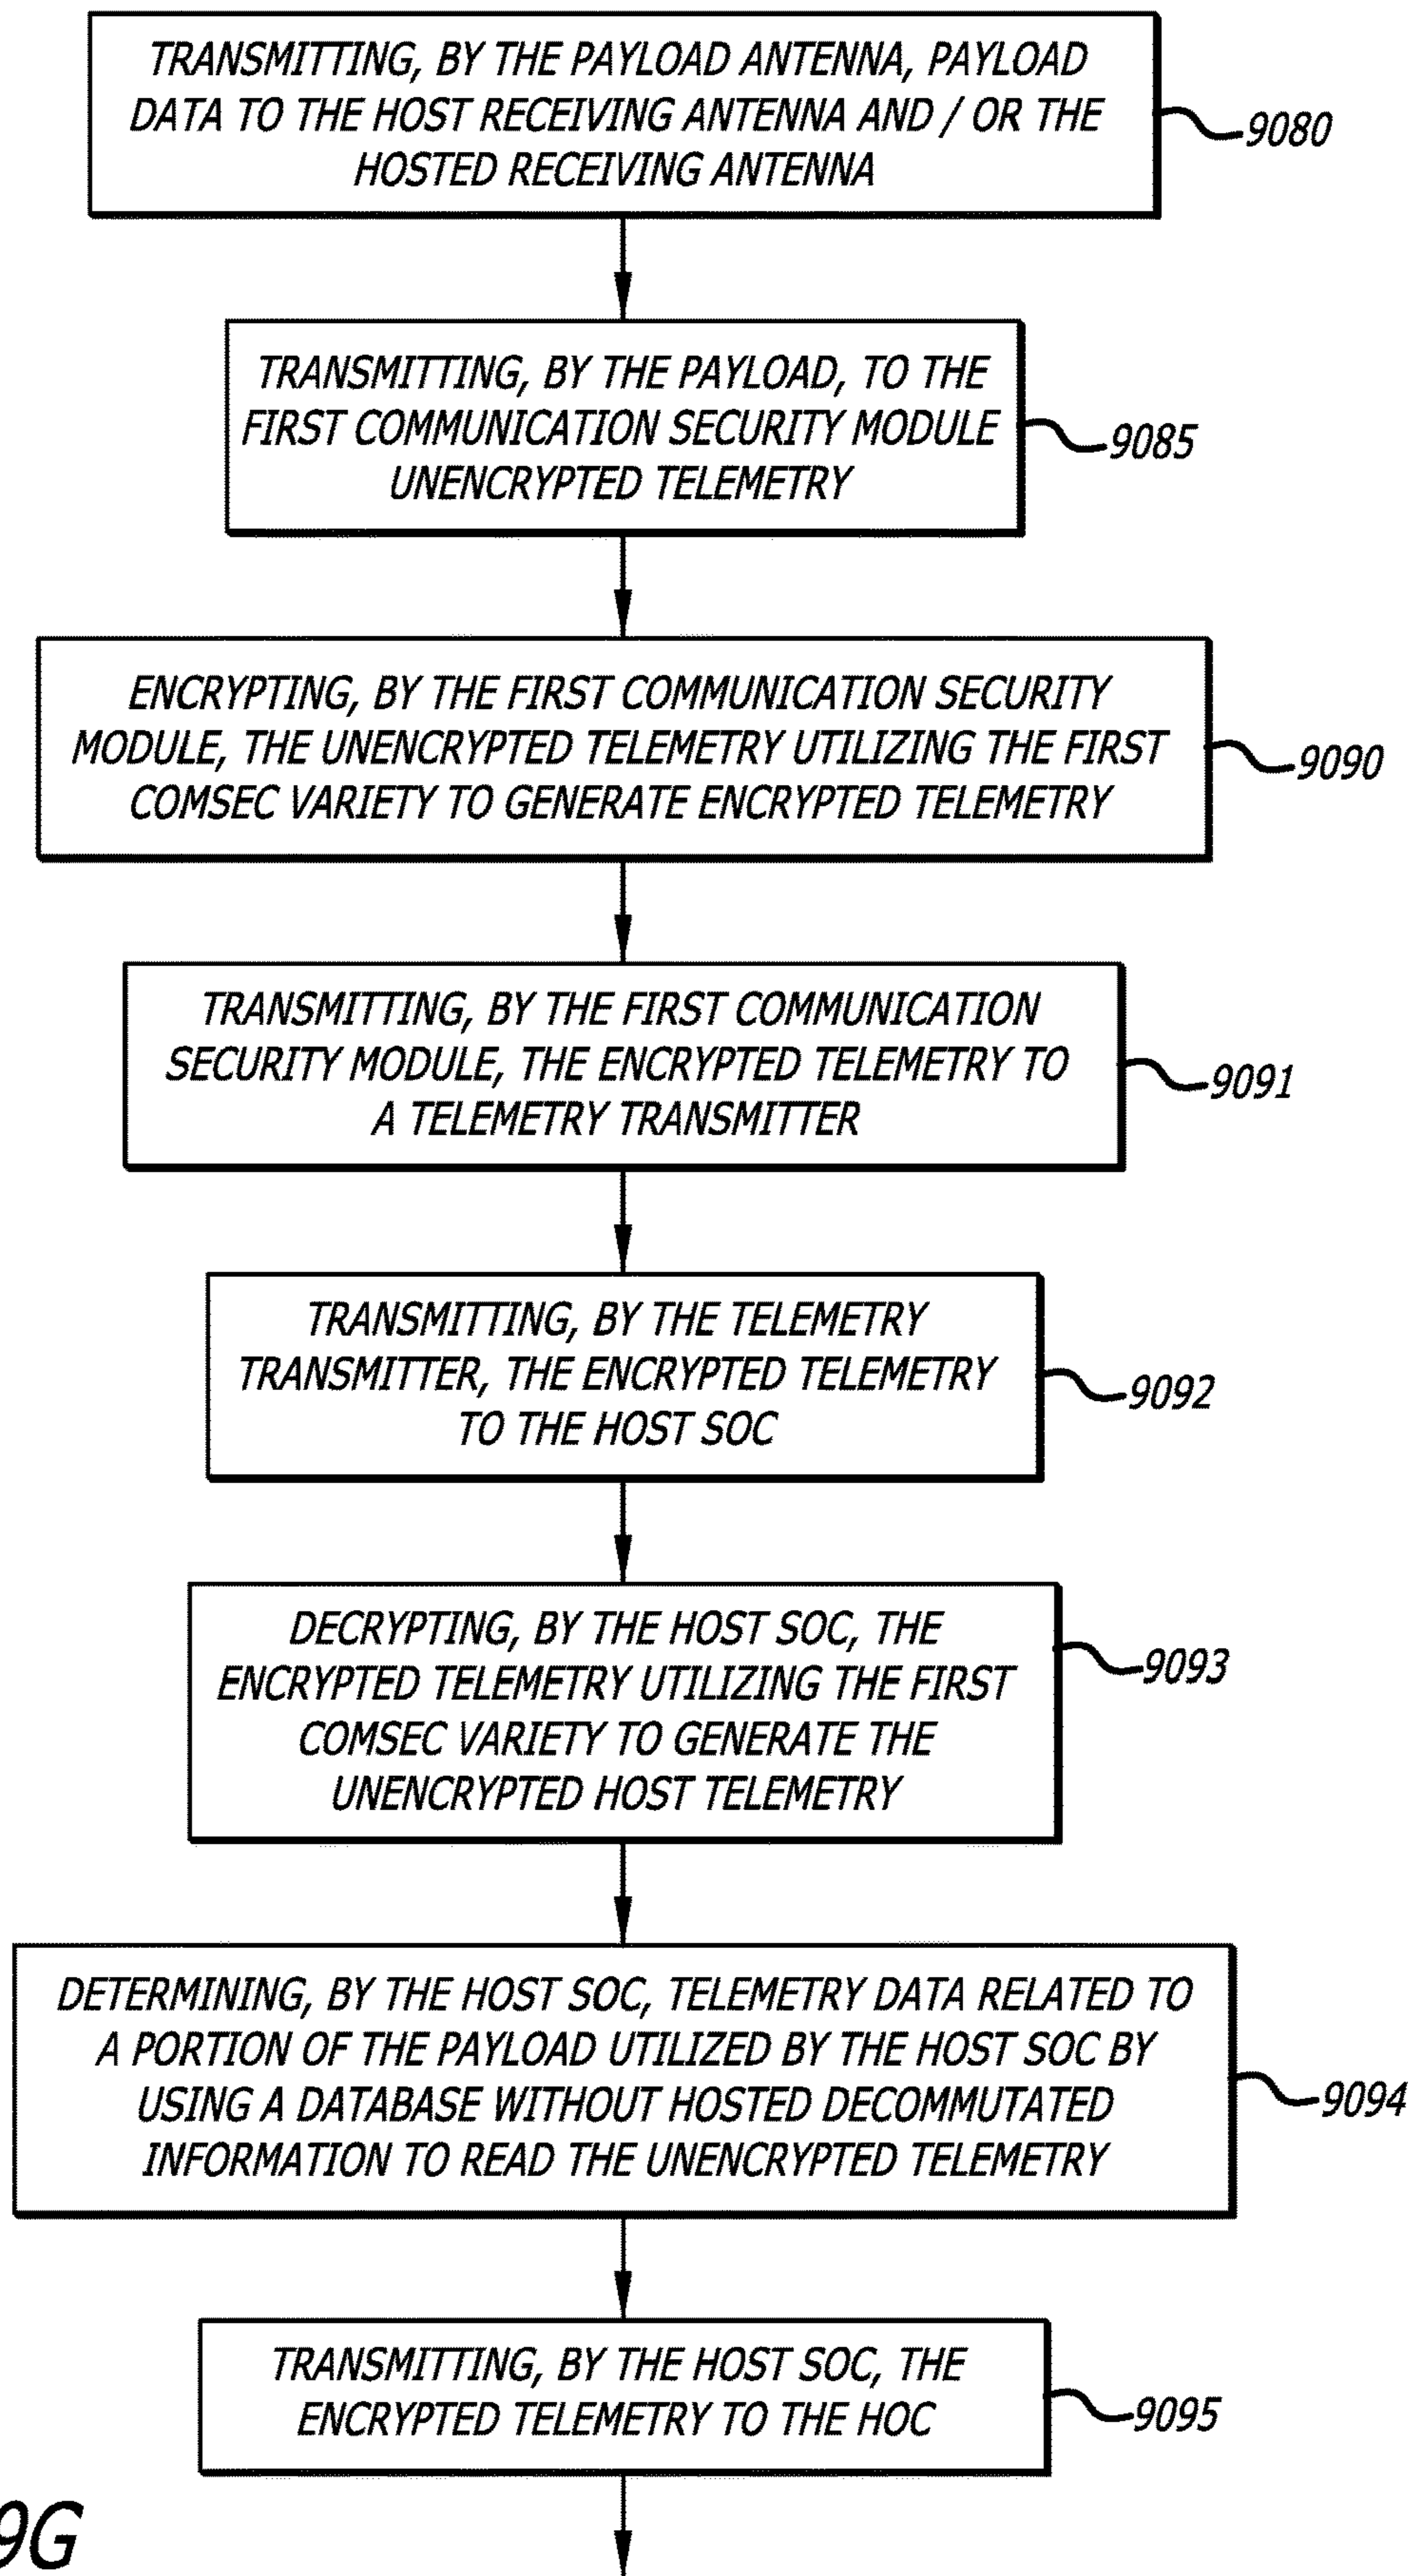 TRANSMITTING, BY THE PAYLOAD ANTENNA, PAYLOAD
DATA TO THE HOST RECEIVING ANTENNA AND / OR THE
HOSTED RECEIVING ANTENNA
9080
TRANSMITTING, BY THE PAYLOAD, TO THE
FIRST COMMUNICATION SECURITY MODULE
UNENCRYPTED TELEMETRY
9085
ENCRYPTING, BY THE FIRST COMMUNICATION SECURITY
MODULE, THE UNENCRYPTED TELEMETRY UTILIZING THE FIRST
COMSEC VARIETY TO GENERATE ENCRYPTED TELEMETRY
9090
TRANSMITTING, BY THE FIRST COMMUNICATION
SECURITY MODULE, THE ENCRYPTED TELEMETRY TO
A TELEMETRY TRANSMITTER
9091
TRANSMITTING, BY THE TELEMETRY
TRANSMITTER, THE ENCRYPTED TELEMETRY
TO THE HOST SOC
9092
DECRYPTING, BY THE HOST SOC, THE
ENCRYPTED TELEMETRY UTILIZING THE FIRST
COMSEC VARIETY TO GENERATE THE
UNENCRYPTED HOST TELEMETRY
9093
DETERMINING, BY THE HOST SOC, TELEMETRY DATA RELATED TO
A PORTION OF THE PAYLOAD UTILIZED BY THE HOST SOC BY
USING A DATABASE WITHOUT HOSTED DECOMMUTATED
INFORMATION TO READ THE UNENCRYPTED TELEMETRY
9094
TRANSMITTING, BY THE HOST SOC, THE
ENCRYPTED TELEMETRY TO THE HOC
9095
9G